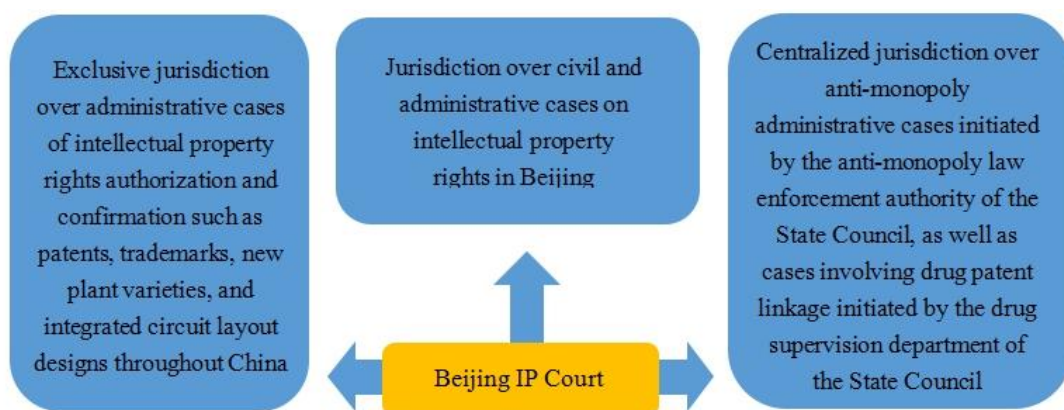 Exclusive jurisdiction
over administrative cases
of intellectual property
rights authorization and
confirmation such as
patents, trademarks, new
plant varieties, and
integrated circuit layout
designs throughout China
Jurisdiction over civil and
administrative cases on
intellectual property
rights in Beijing
Centralized jurisdiction over
anti-monopoly
administrative cases initiated
by the anti-monopoly law
enforcement authority of the
State Council, as well as
cases involving drug patent
linkage initiated by the drug
supervision department of
the State Council
Beijing IP Court